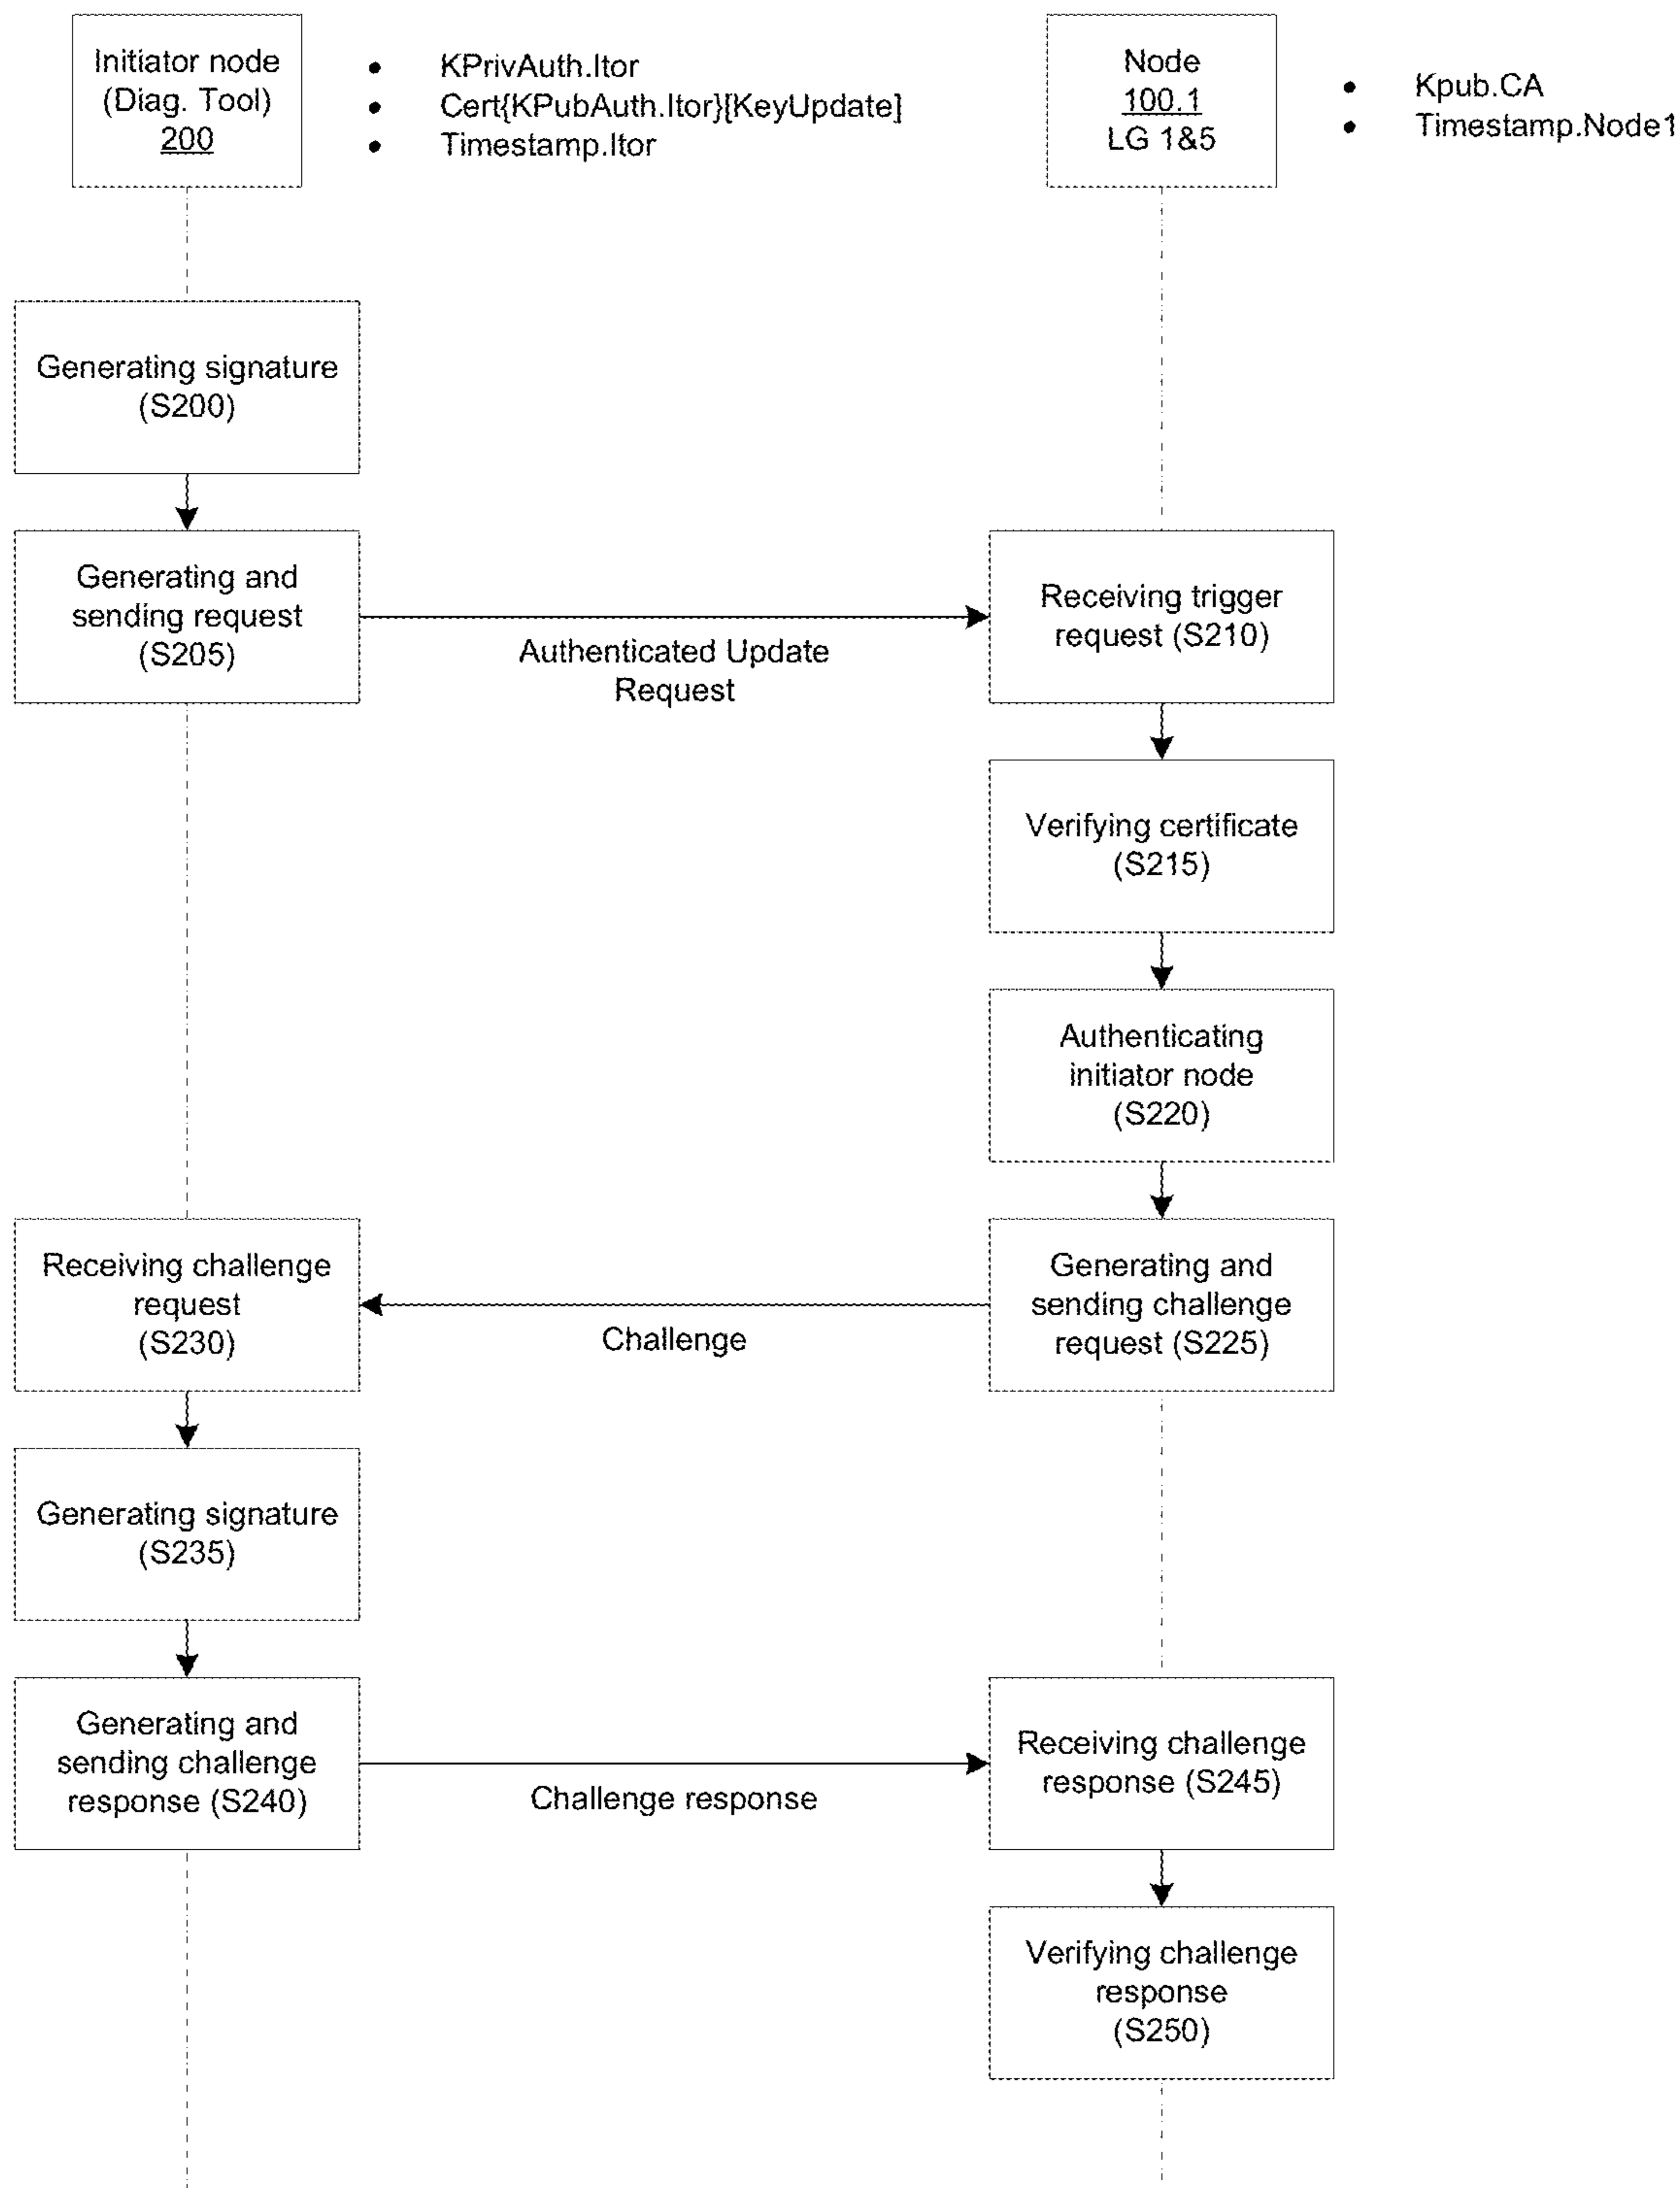 Initiator node
(Diag. Tool)
200
• KPrivAuth.Itor
• Cert{KPubAuth.Itor}[KeyUpdate]
• Timestamp.Itor
Node
100.1
LG 1&5
• Kpub.CA
• Timestamp.Node1
Generating signature
(S200)
Generating and
sending request
(S205)
Authenticated Update
Request
Receiving trigger
request (S210)
Verifying certificate
(S215)
Authenticating
initiator node
(S220)
Generating and
sending challenge
request (S225)
Challenge
Receiving challenge
request
(S230)
Generating signature
(S235)
Generating and
sending challenge
response (S240)
Challenge response
Receiving challenge
response (S245)
Verifying challenge
response
(S250)